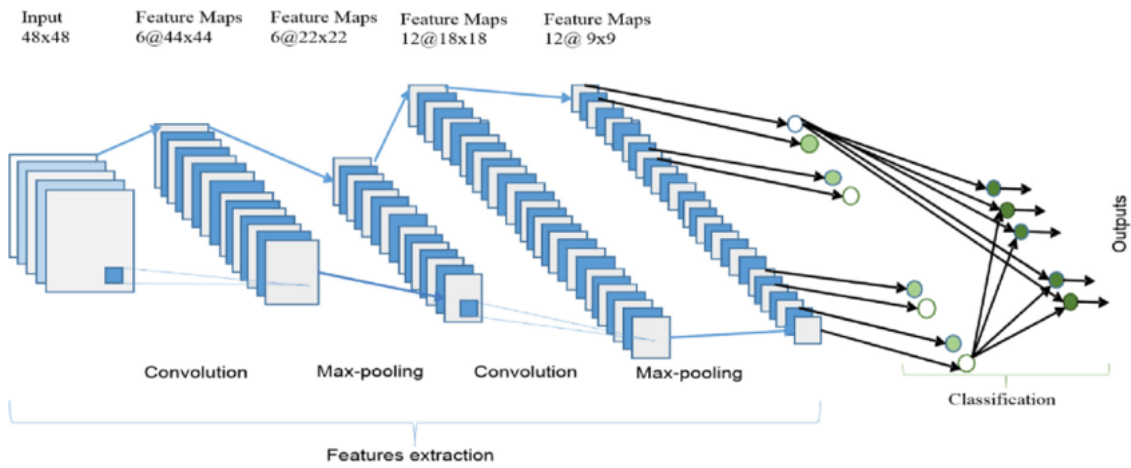 Input
48x48
Feature Maps
6@44x44
Feature Maps
6@22x22
Feature Maps
12@18x18
Feature Maps
12@ 9x9
Outputs
Convolution
Max-pooling
Convolution
Max-pooling
Classification
Features extraction